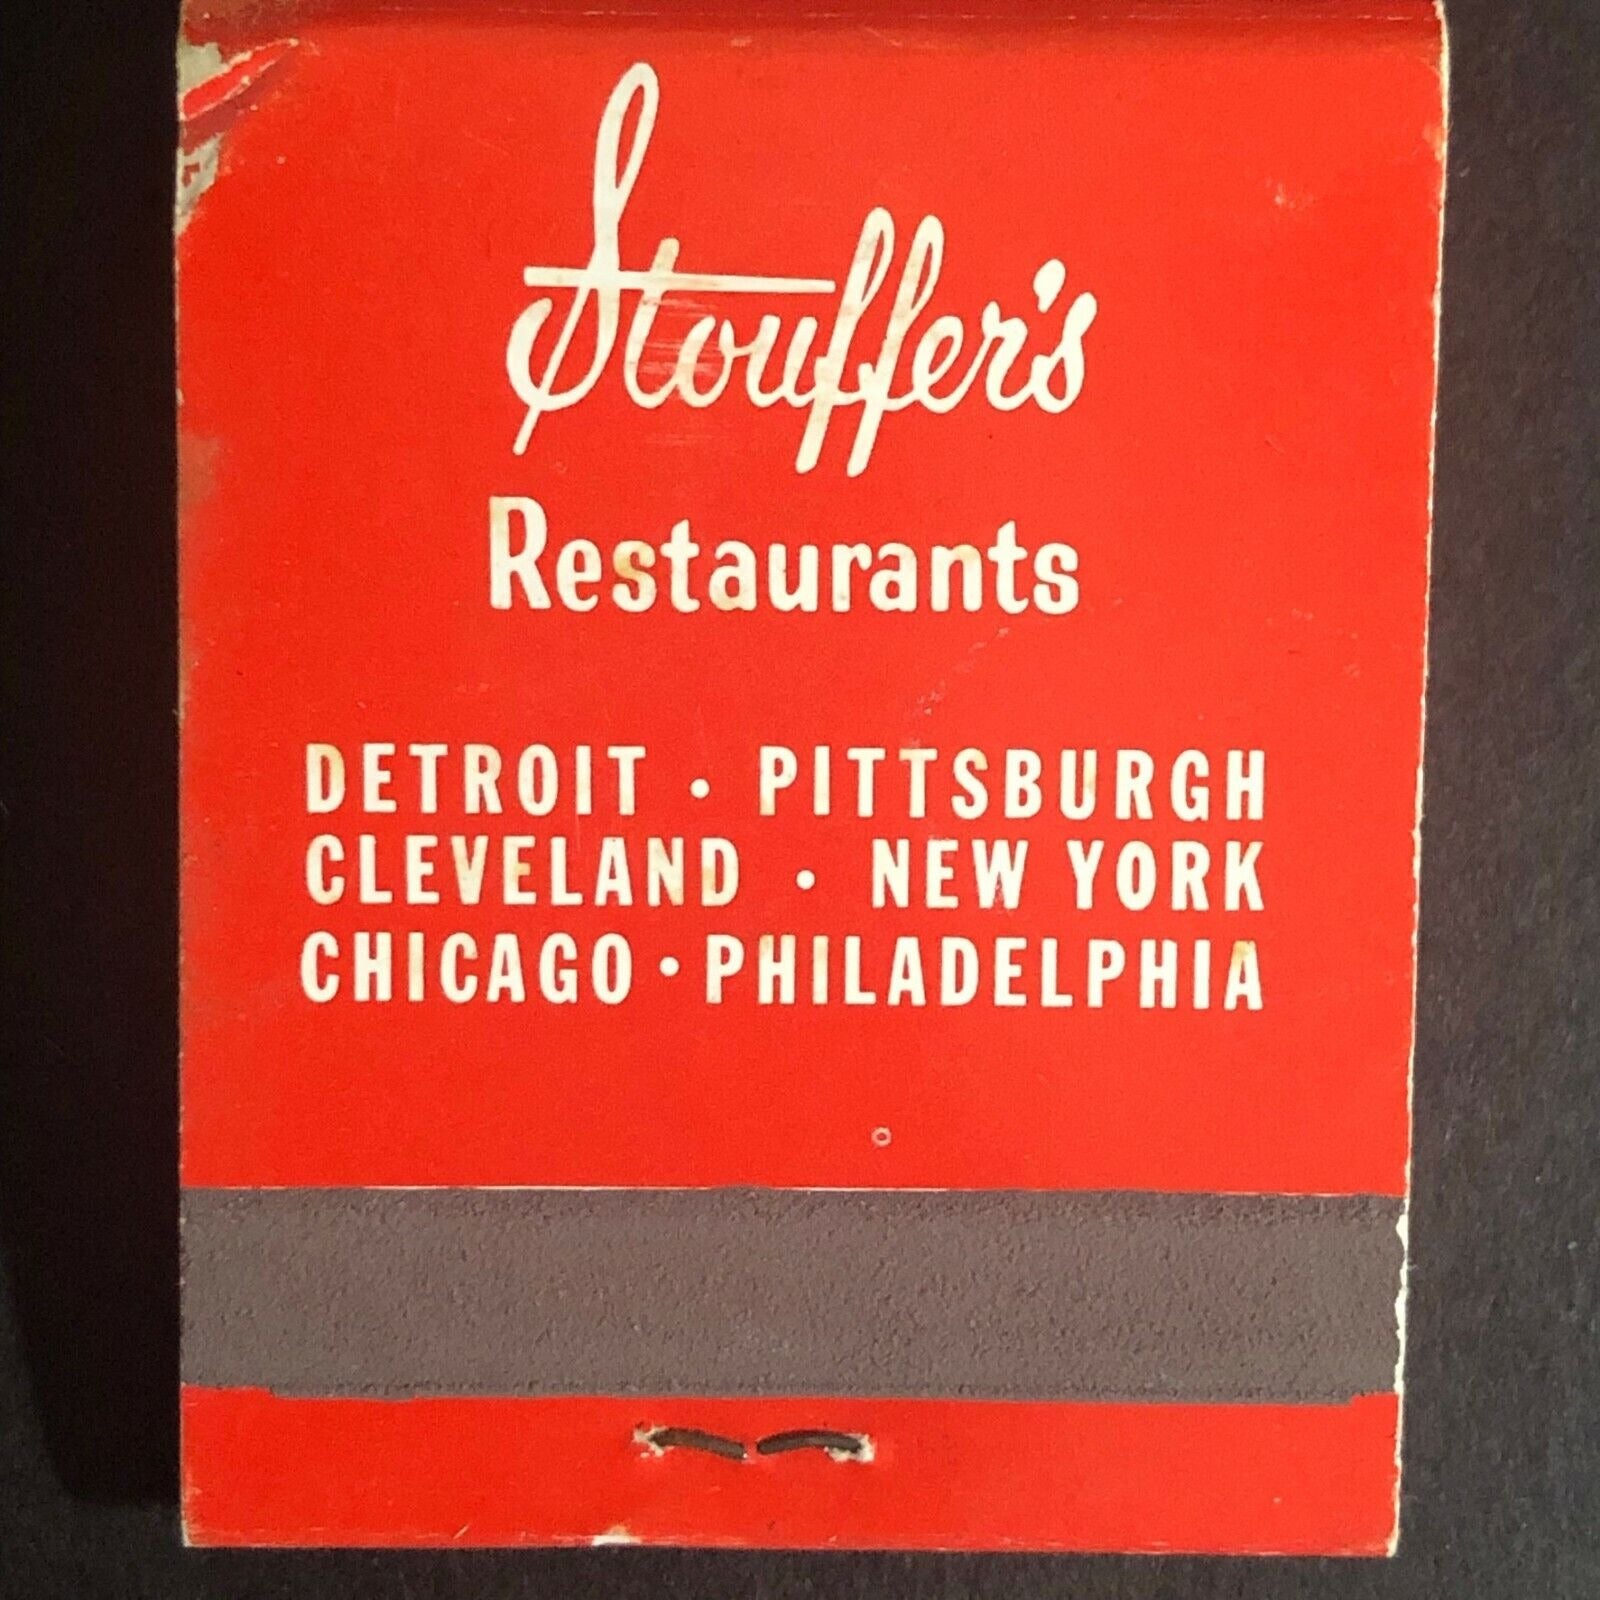 Stouffer's
Restaurants
DETROIT • PITTSBURGH
CLEVELAND • NEW YORK
CHICAGO • PHILADELPHIA